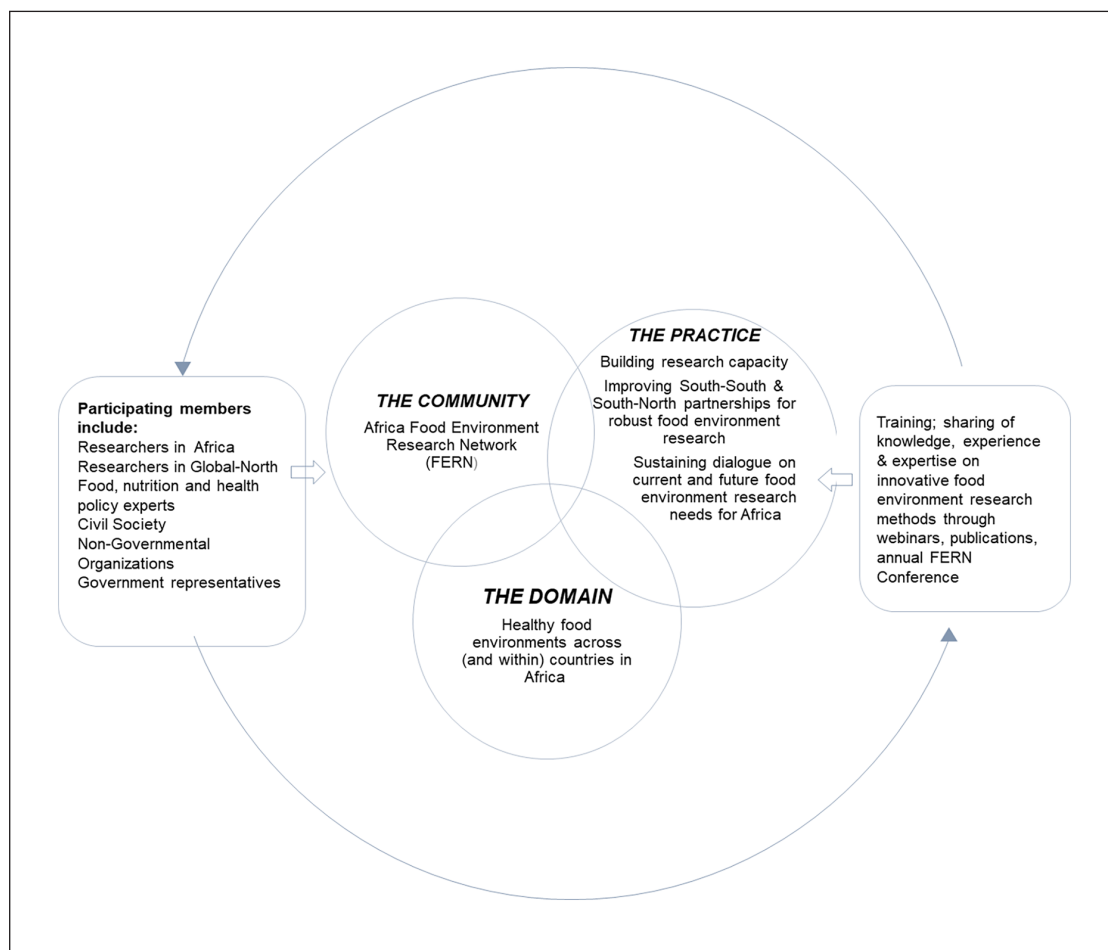 Participating members
include:
Researchers in Africa
Researchers in Global-North
Food, nutrition and health
policy experts
Civil Society
Non-Governmental
Organizations
Government representatives
THE COMMUNITY
Africa Food Environment
Research Network
(FERN)
THE PRACTICE
Building research capacity
Improving South-South &
South-North partnerships for
robust food environment
research
Sustaining dialogue on
current and future food
environment research
needs for Africa
THE DOMAIN
Healthy food
environments across
(and within) countries in
Africa
Training; sharing of
knowledge, experience
& expertise on
innovative food
environment research
methods through
webinars, publications,
annual FERN
Conference